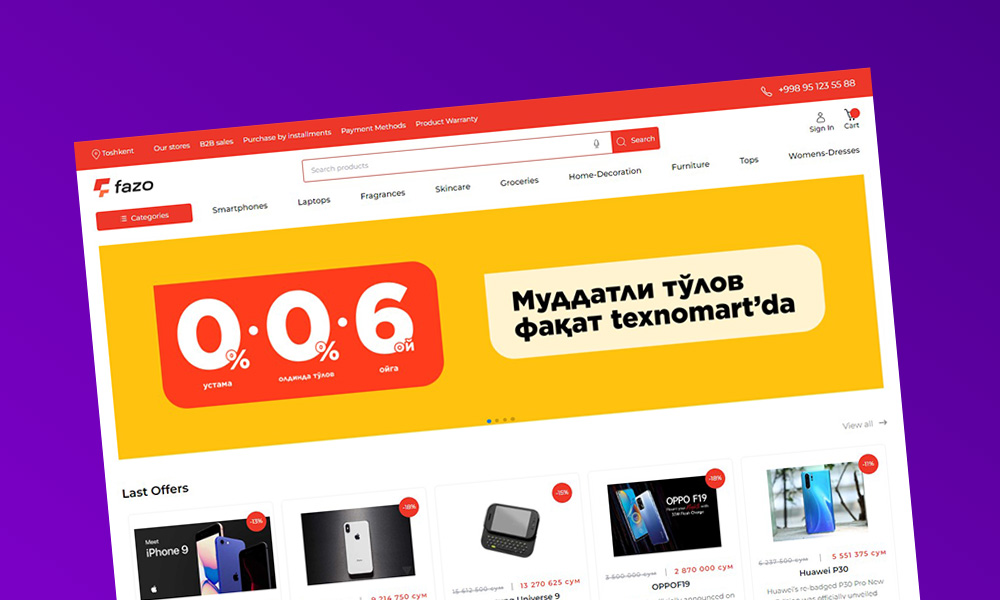 +998 95 123 55 88
Toshkent Our stores B2B sales Purchase by installments Payment Methods Product Warranty
fazo
Search products
Search
Sign In
Cart
Categories
Smartphones Laptops Fragrances Skincare Groceries Home-Decoration Furniture Tops Womens-Dresses
0% • 0% • 6 ой
устама олдинда тўлов ойга
Муддатли тўлов
фақат texnomart’da
View all
Last Offers
-13%
Meet
iPhone 9
-18%
9 214 750 сум
-15%
15 612 500 сум | 13 270 625 сум
Universe 9
-18%
OPPO F19
3 500 000 сум | 2 870 000 сум
OPPOF19
announced on
-11%
6 237 500 сум | 5 551 375 сум
Huawei P30
Huawei’s re-badged P30 Pro New
was officially unveiled